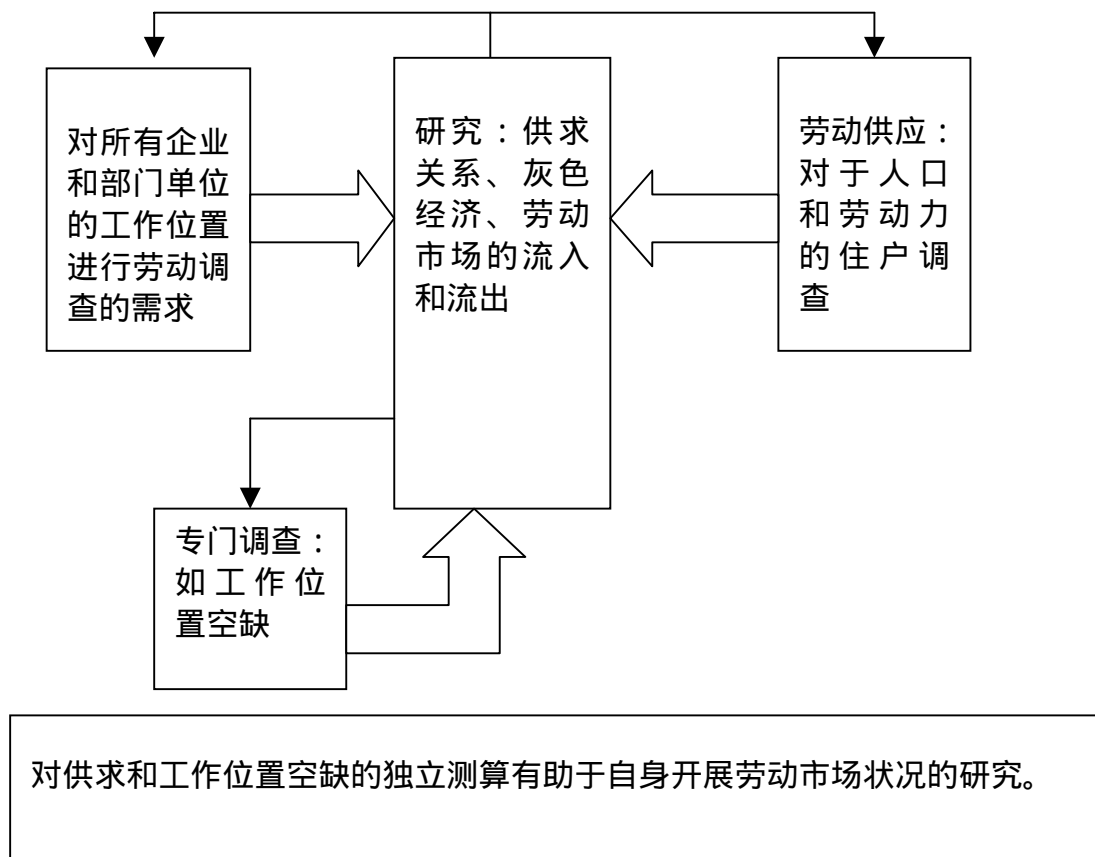 对所有企业
和部门单位
的工作位置
进行劳动调
查的需求
研究：供求
关系、灰色
经济、劳动
市场的流入
和流出
劳动供应：
对于人口
和劳动力
的住户调
查
专门调查：
如工作位
置空缺
对供求和工作位置空缺的独立测算有助于自身开展劳动市场状况的研究。